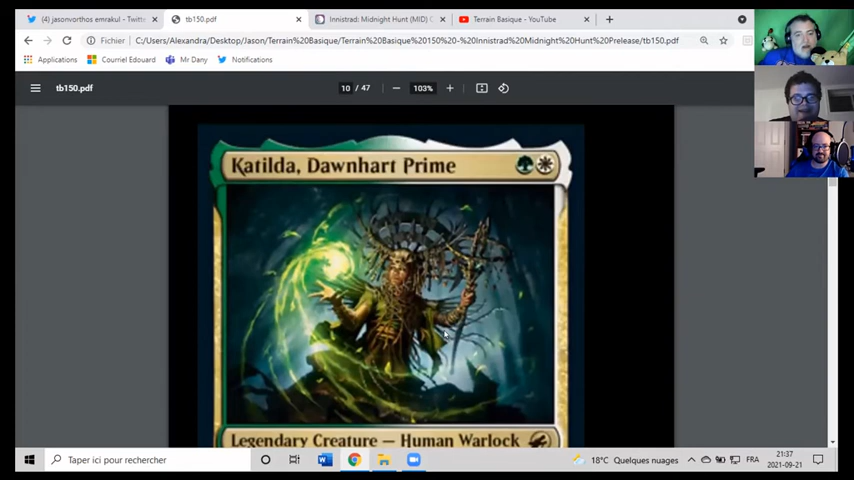 (4) jasonvorthos emrakul - Twitt
tb150.pdf
Innistrad: Midnight Hunt (MID) C
Terrain Basique - YouTube
Fichier
C:/Users/Alexandra/Desktop/Jason/Terrain%20Basique/Terrain%20Basique%20150%20-%20Innistrad%20Midnight%20Hunt%20Prelease/tb150.pdf
Applications
Courriel Edouard
Mr Dany
Notifications
tb150.pdf
10 / 47
103%
Katilda, Dawnhart Prime
Legendary Creature — Human Warlock
Taper ici pour rechercher
18°C Quelques nuages
FRA
21:37
2021-09-21